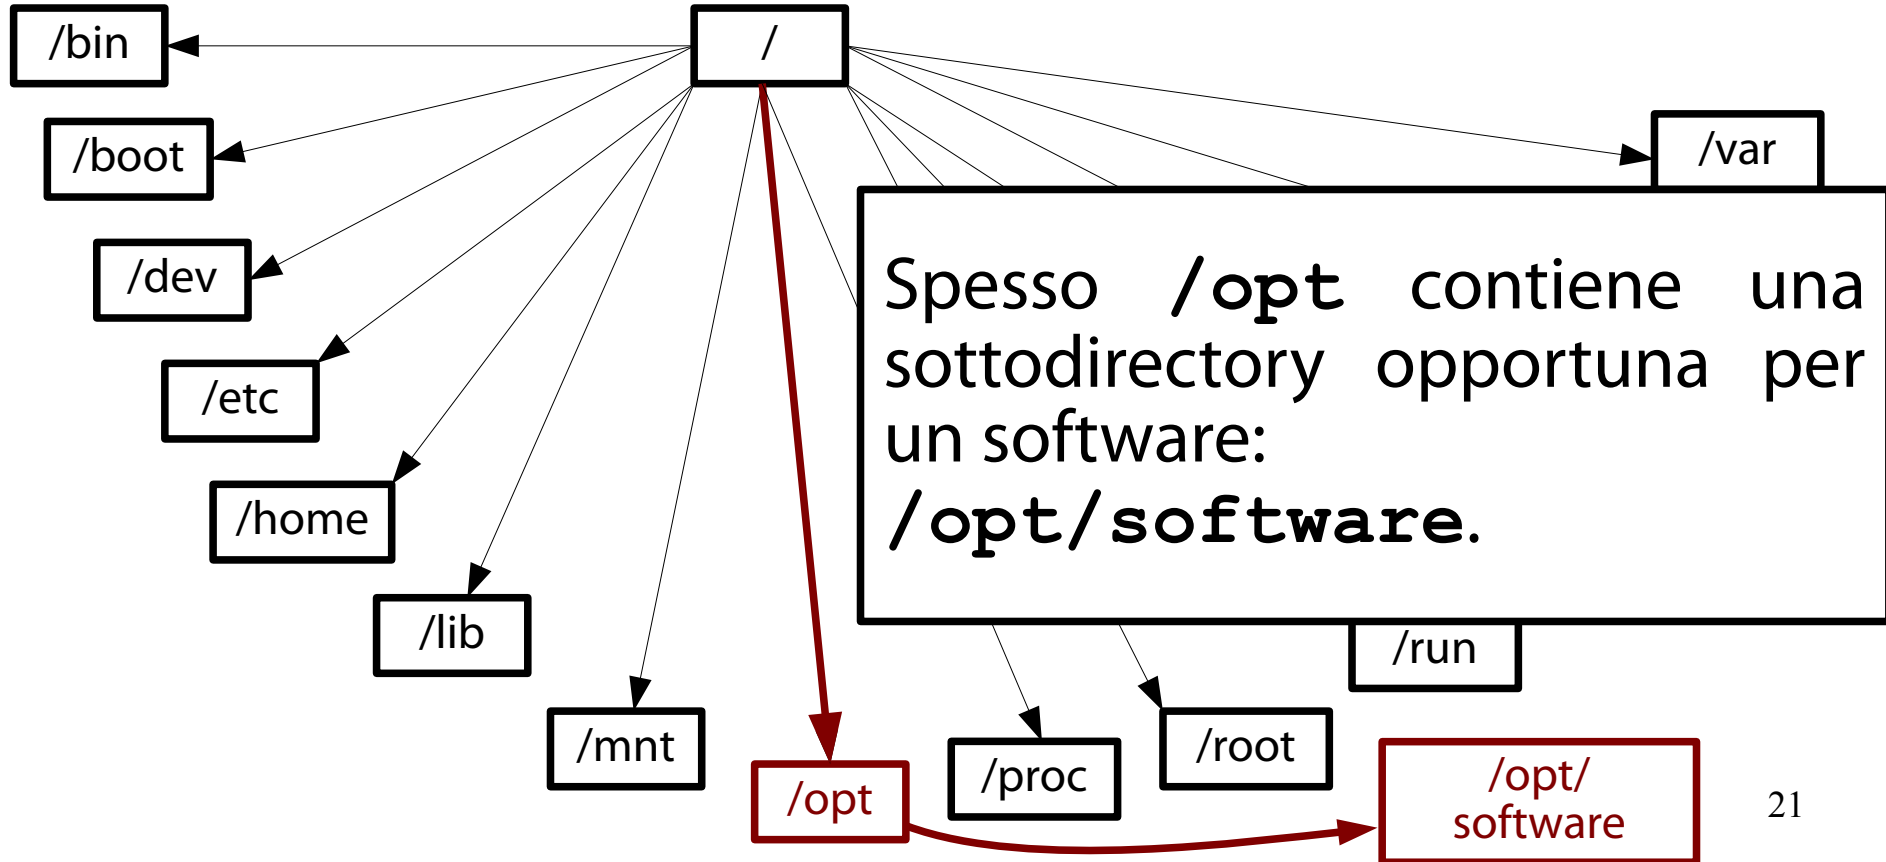 /bin
/
/boot
/var
/dev
Spesso /opt contiene una
sottodirectory opportuna per
un software:
/opt/software.
/etc
/home
/lib
/run
/mnt
/root
/proc
/opt
/opt/
software
21